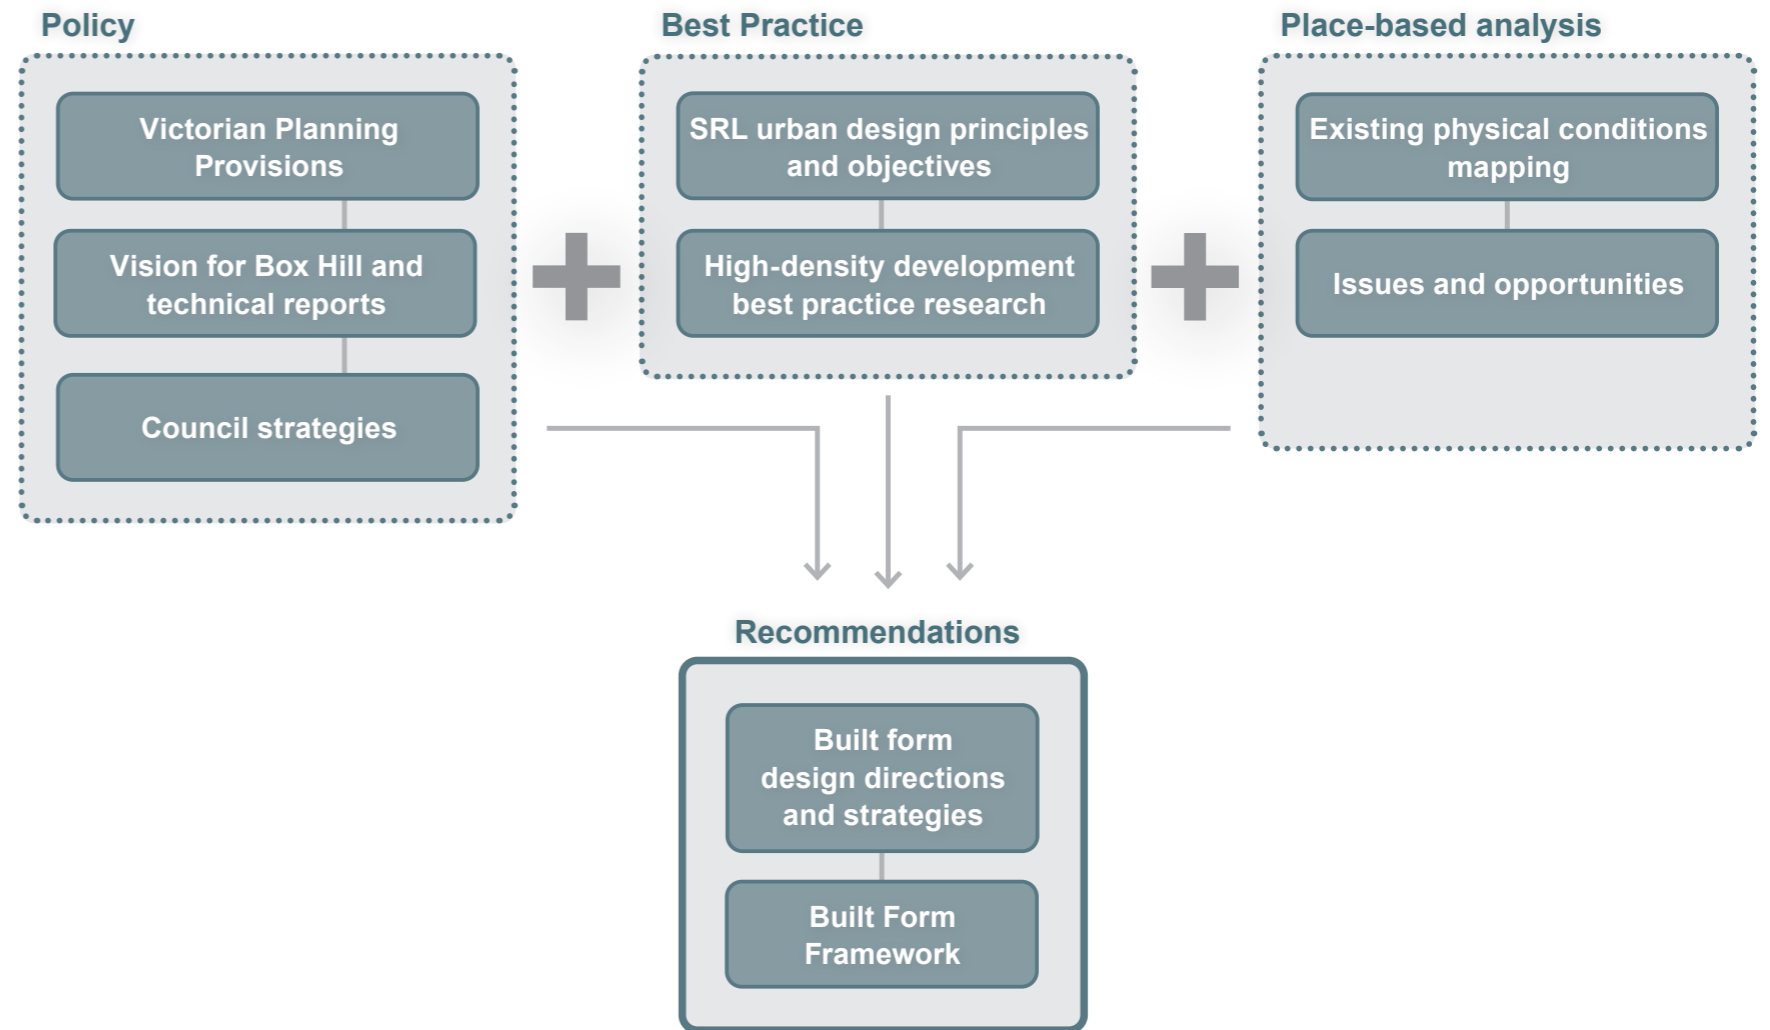 Policy
Victorian Planning
Provisions
Vision for Box Hill and
technical reports
Council strategies
Best Practice
SRL urban design principles
and objectives
High-density development
best practice research
Place-based analysis
Existing physical conditions
mapping
Issues and opportunities
Recommendations
Built form
design directions
and strategies
Built Form
Framework